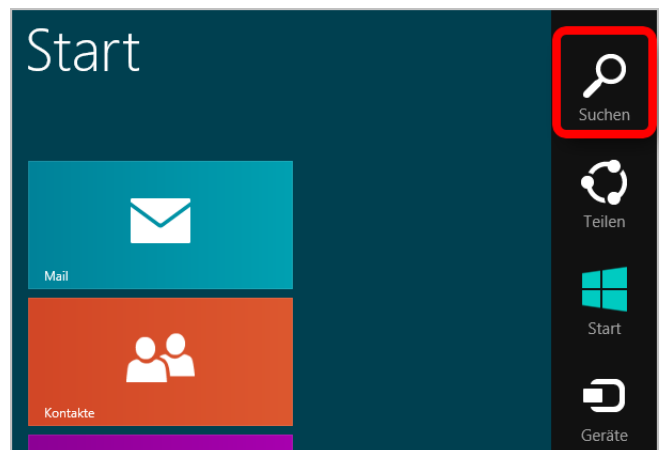 Start
Suchen
Teilen
Mail
Start
Kontakte
Geräte